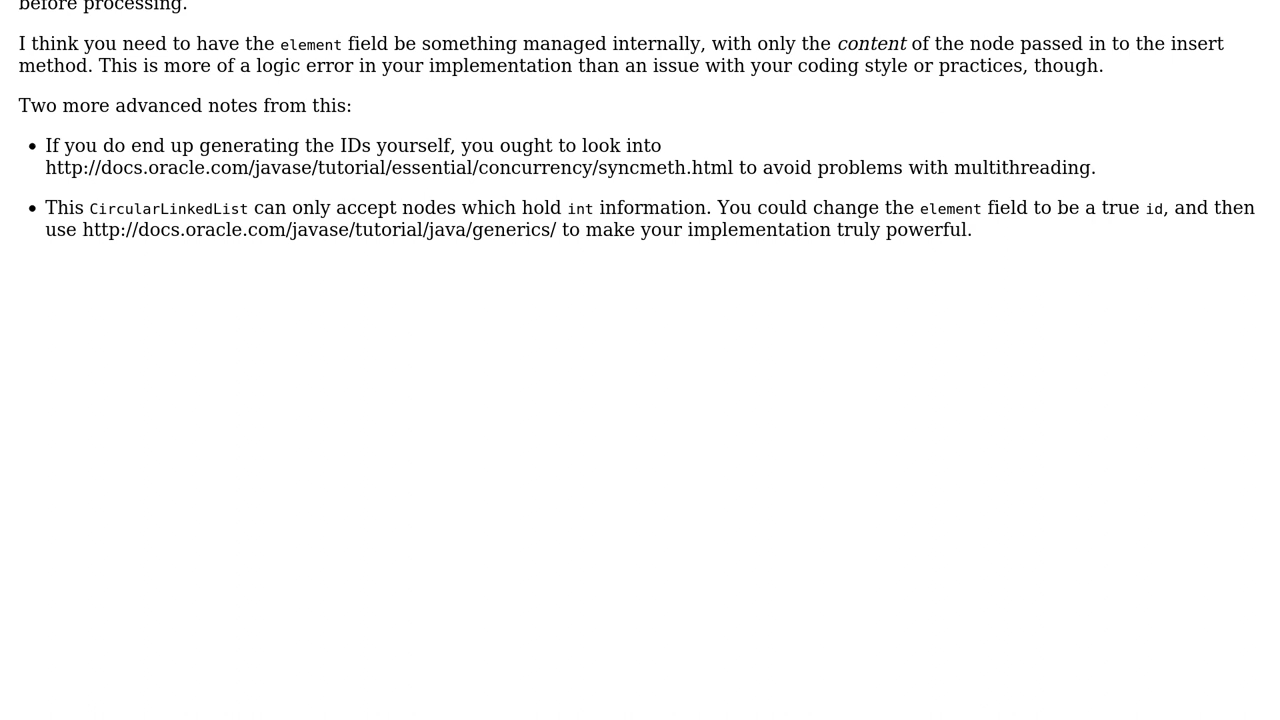 before processing.
I think you need to have the element field be something managed internally, with only the content of the node passed in to the insert
method. This is more of a logic error in your implementation than an issue with your coding style or practices, though.
Two more advanced notes from this:
• If you do end up generating the IDs yourself, you ought to look into
http://docs.oracle.com/javase/tutorial/essential/concurrency/syncmeth.html to avoid problems with multithreading.
• This CircularLinkedList can only accept nodes which hold int information. You could change the element field to be a true id, and then
use http://docs.oracle.com/javase/tutorial/java/generics/ to make your implementation truly powerful.